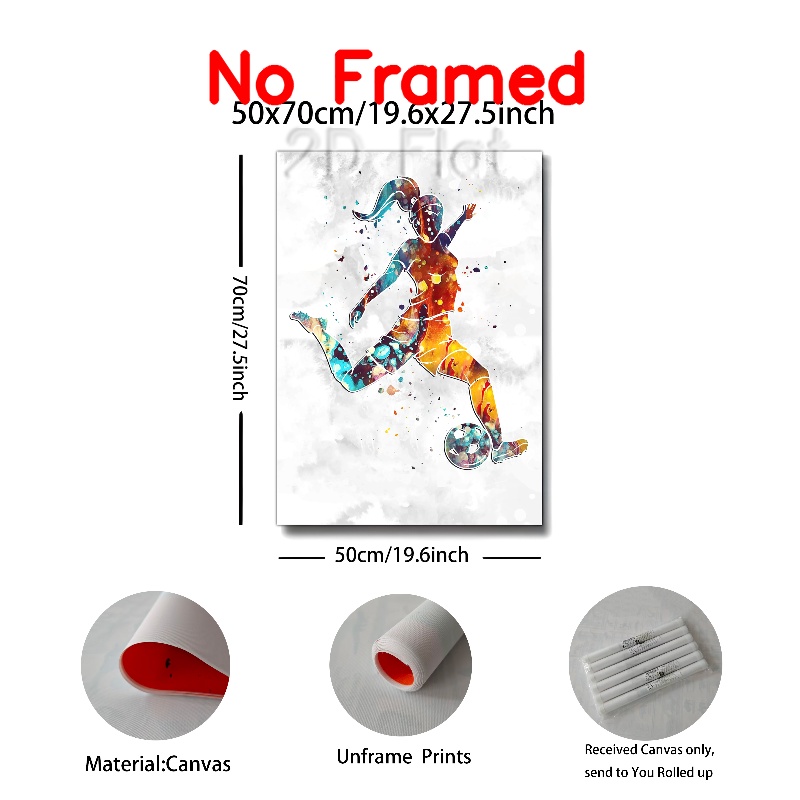 No Framed
50x70cm/19.6x27.5inch
2D Flat
70cm/27.5inch
50cm/19.6inch
Material:Canvas
Unframe Prints
Received Canvas only,
send to You Rolled up